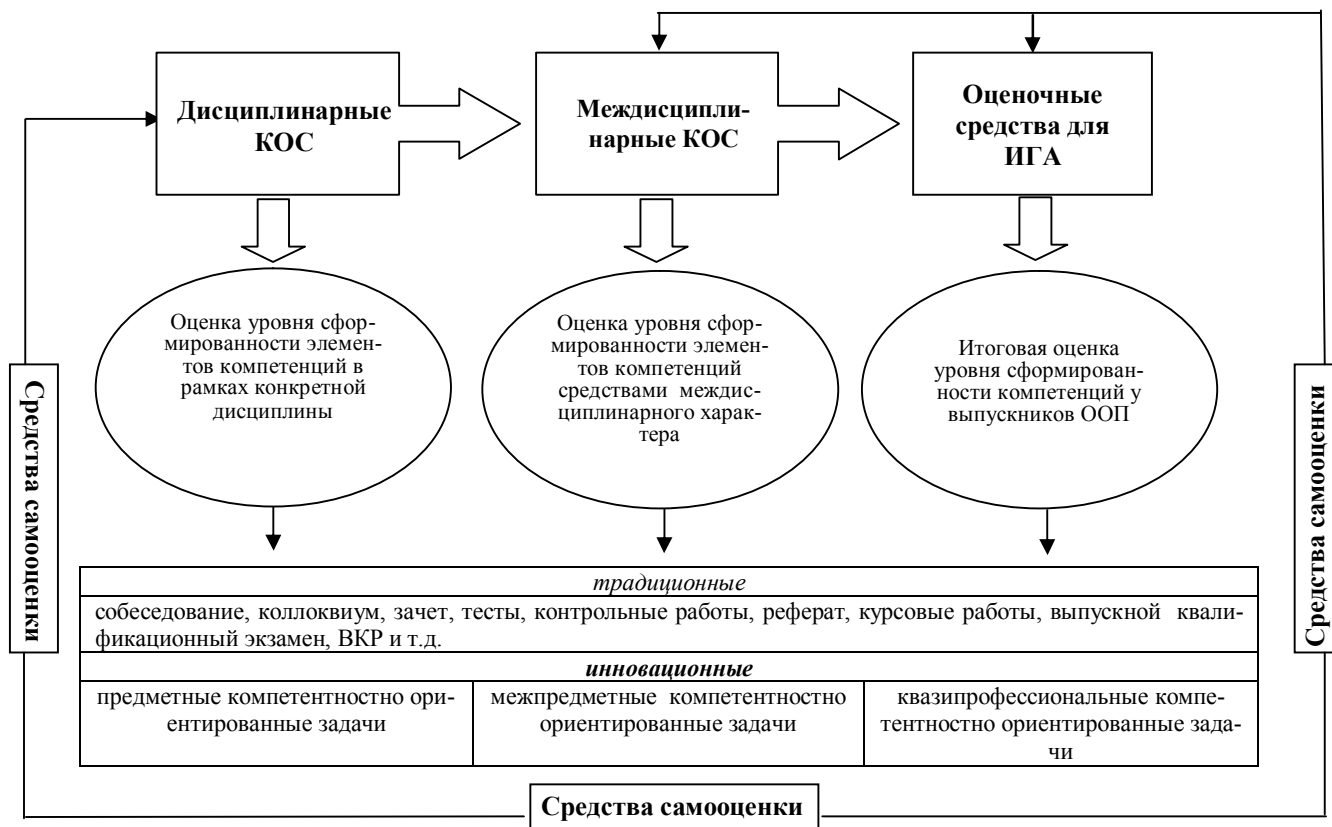 Дисциплинарные
КОС
Междисципли-
нарные КОС
Оценочные
средства для
ИГА
Оценка уровня сфор-
мированности элемен-
тов компетенций в
рамках конкретной
дисциплины
Оценка уровня сфор-
мированности элемен-
тов компетенций
средствами междис-
циплинарного харак-
тера
Итоговая оценка
уровня сформирован-
ности компетенций у
выпускников ООП
Средства самооценки
Средства самооценки
традиционные
собеседование, коллоквиум, зачет, тесты, контрольные работы, реферат, курсовые работы, выпускной квали-
фикационный экзамен, ВКР и т.д.
инновационные
предметные компетентностно ори-
ентированные задачи
межпредметные компетентностно
ориентированные задачи
квазипрофессиональные компе-
тентностно ориентированные зада-
чи
Средства самооценки